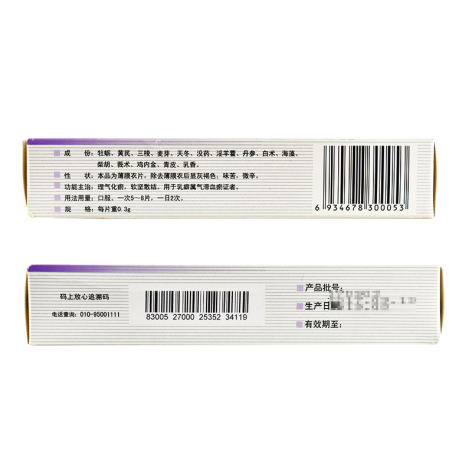 成　份：牡蛎、黄芪、三棱、麦芽、天冬、没药、淫羊藿、丹参、白术、海藻、
柴胡、莪术、鸡内金、青皮、乳香。
性　状：本品为薄膜衣片，除去薄膜衣后显灰褐色；味苦、微辛。
功能主治：理气化瘀，软坚散结。用于乳癖属气滞血瘀证者。
用法用量：口服，一次5~8片，一日2次。
规　格：每片重0.3g
6 934678 300053
码上放心追溯码
电话查询：010-95001111
83005 27000 25352 34119
产品批号：
生产日期：
有效期至：